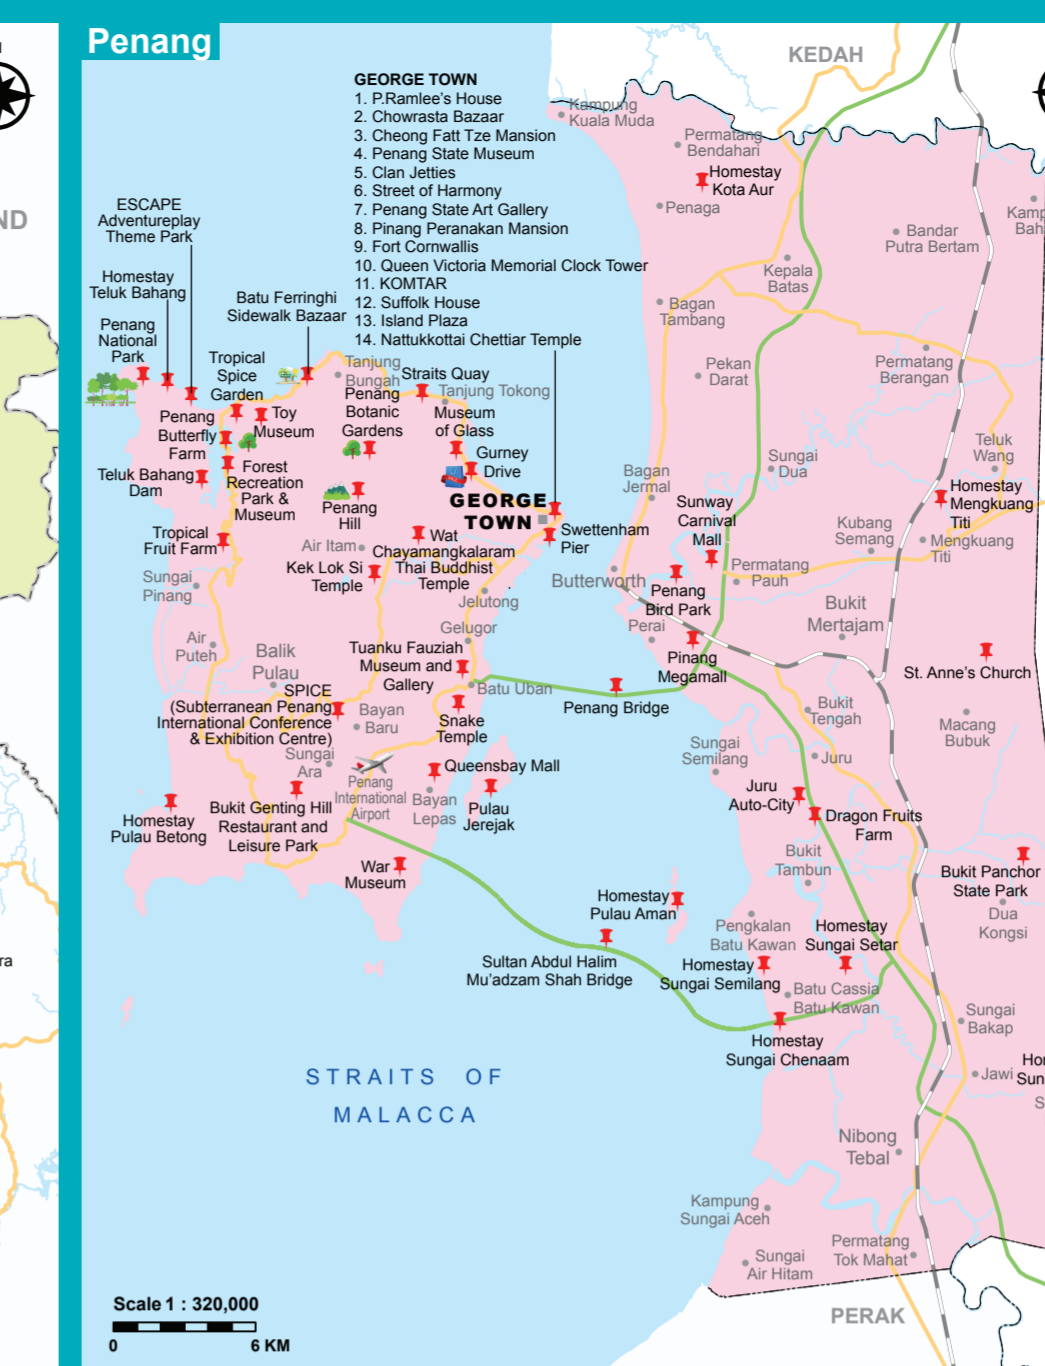 Penang
KEDAH
ND
GEORGE TOWN
1. P.Ramlee's House
2. Chowrasta Bazaar
3. Cheong Fatt Tze Mansion
4. Penang State Museum
5. Clan Jetties
6. Street of Harmony
7. Penang State Art Gallery
8. Pinang Peranakan Mansion
9. Fort Cornwallis
10. Queen Victoria Memorial Clock Tower
11. KOMTAR
12. Suffolk House
13. Island Plaza
14. Nattukkottai Chettiar Temple
Kampung
Kuala Muda
Permatang
Bendahari
Homestay
Kota Aur
Penaga
Bandar
Putra Bertam
Kamp
Bah
Kepala
Batas
Bagan
Tambang
Pekan
Darat
Permatang
Berangan
ESCAPE
Adventureplay
Theme Park
Homestay
Teluk Bahang
Penang
National
Park
Batu Ferringhi
Sidewalk Bazaar
Tropical
Spice
Garden
Tanjung
Bungah
Straits Quay
Tanjung Tokong
Penang
Botanic
Gardens
Museum
of Glass
Toy
Museum
Penang
Butterfly
Farm
Gurney
Drive
Teluk Bahang
Dam
Forest
Recreation
Park &
Museum
Penang
Hill
GEORGE
TOWN
Swettenham
Pier
Tropical
Fruit Farm
Air Itam
Wat
Chayamangkalaram
Thai Buddhist
Temple
Kek Lok Si
Temple
Sungai
Pinang
Jelutong
Gelugor
Air
Puteh
Balik
Pulau
Tuanku Fauziah
Museum and
Gallery
Batu Uban
SPICE
(Subterranean Penang
International Conference
& Exhibition Centre)
Bayan
Baru
Snake
Temple
Sungai
Ara
Penang
International
Airport
Queensbay Mall
Bayan
Lepas
Pulau
Jerejak
Homestay
Pulau Betong
Bukit Genting Hill
Restaurant and
Leisure Park
War
Museum
Penang Bridge
Bagan
Jermal
Sungai
Dua
Teluk
Wang
Homestay
Mengkuang
Titi
Mengkuang
Titi
Kubang
Semang
Sunway
Carnival
Mall
Permatang
Pauh
Butterworth
Penang
Bird Park
Perai
Bukit
Mertajam
Pinang
Megamall
St. Anne's Church
Bukit
Tengah
Macang
Bubuk
Sungai
Semilang
Juru
Juru
Auto-City
Dragon Fruits
Farm
Bukit
Tambun
Bukit Panchor
State Park
Dua
Kongsi
Homestay
Pulau Aman
Pengkalan
Batu Kawan
Homestay
Sungai Setar
Sultan Abdul Halim
Mu'adzam Shah Bridge
Homestay
Sungai Semilang
Batu Cassia
Batu Kawan
Homestay
Sungai Chenaam
Sungai
Bakap
Jawi
Hor
Sun
S
ra
STRAITS OF
MALACCA
Nibong
Tebal
Kampung
Sungai Aceh
Permatang
Tok Mahat
Sungai
Air Hitam
PERAK
Scale 1 : 320,000
0 6 KM